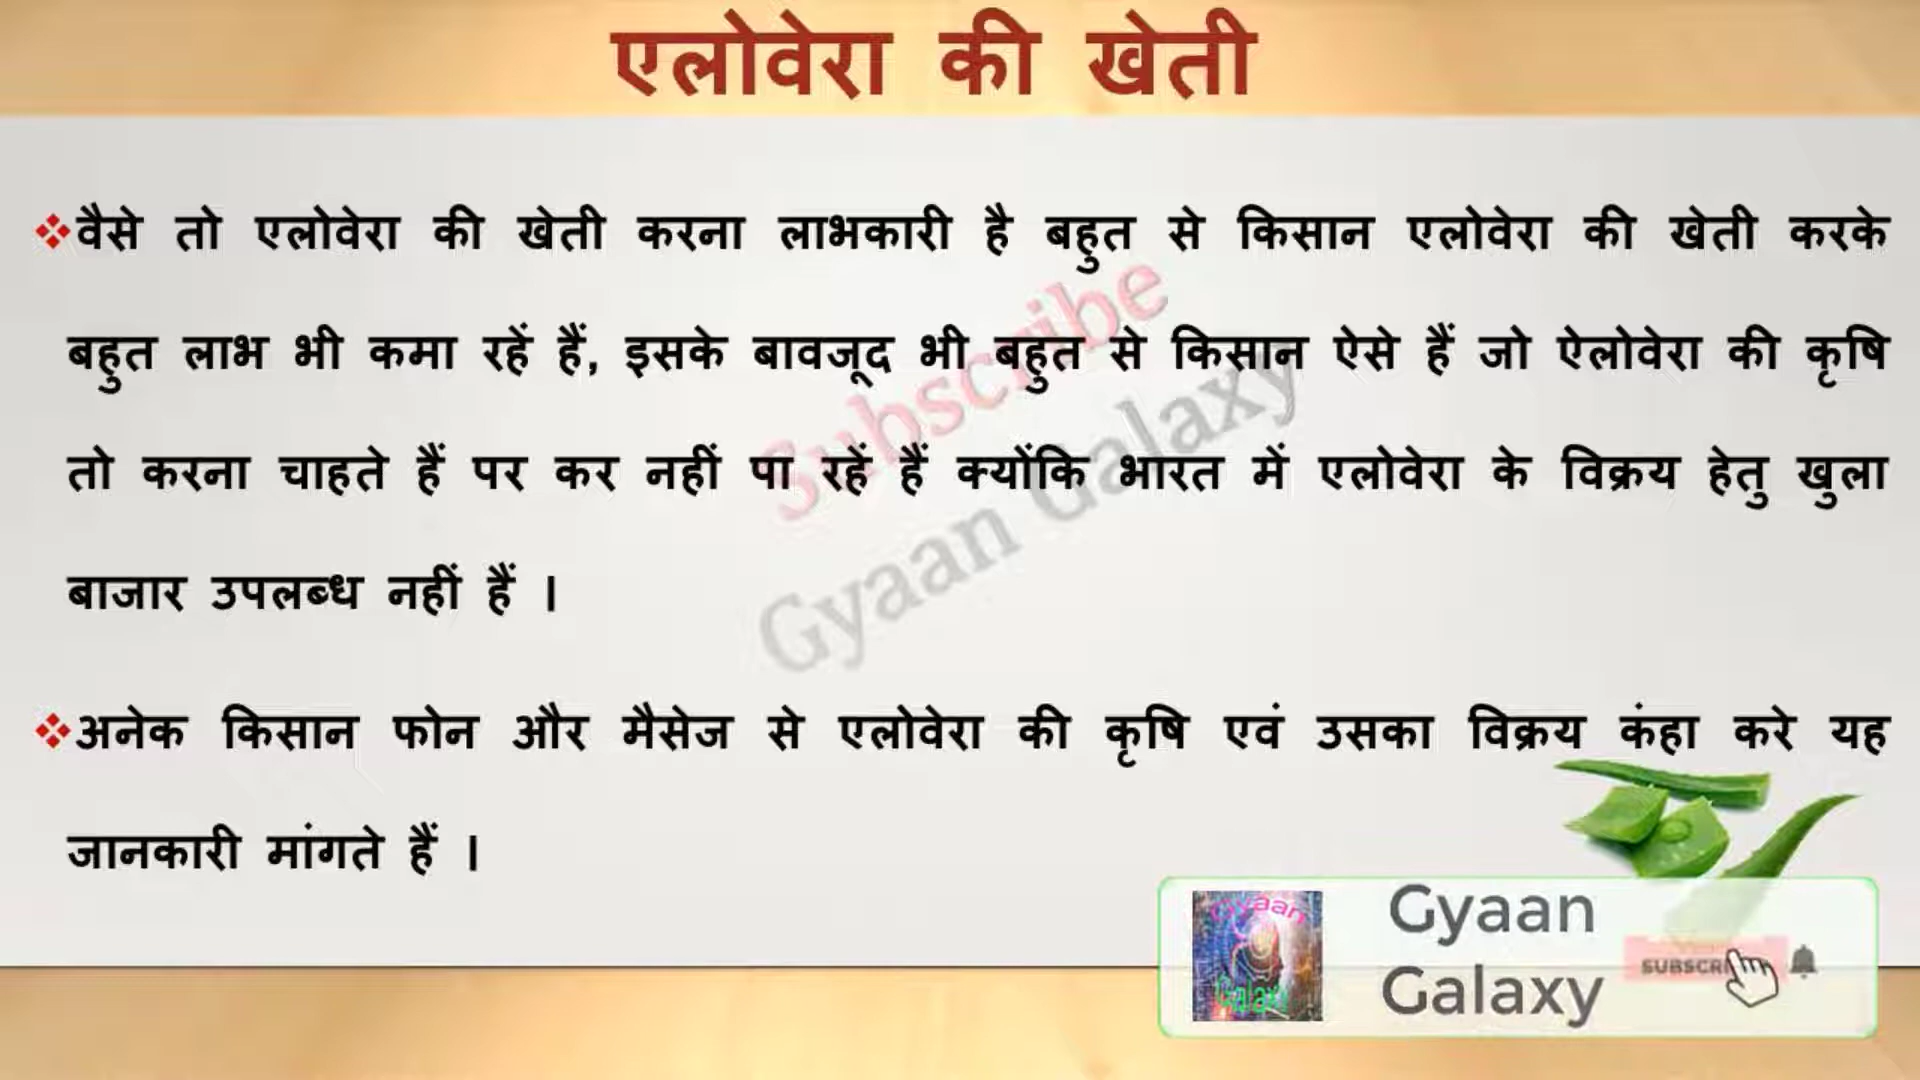 एलोवेरा की खेती
❖वैसे तो एलोवेरा की खेती करना लाभकारी है बहुत से किसान एलोवेरा की खेती करके
बहुत लाभ भी कमा रहें हैं, इसके बावजूद भी बहुत से किसान ऐसे हैं जो ऐलोवेरा की कृषि
तो करना चाहते हैं पर कर नहीं पा रहें हैं क्योंकि भारत में एलोवेरा के विक्रय हेतु खुला
बाजार उपलब्ध नहीं हैं ।
Subscribe
Gyaan Galaxy
❖अनेक किसान फोन और मैसेज से एलोवेरा की कृषि एवं उसका विक्रय कंहा करे यह
जानकारी मांगते हैं ।
Gyaan
Galaxy
Gyaan
Galaxy